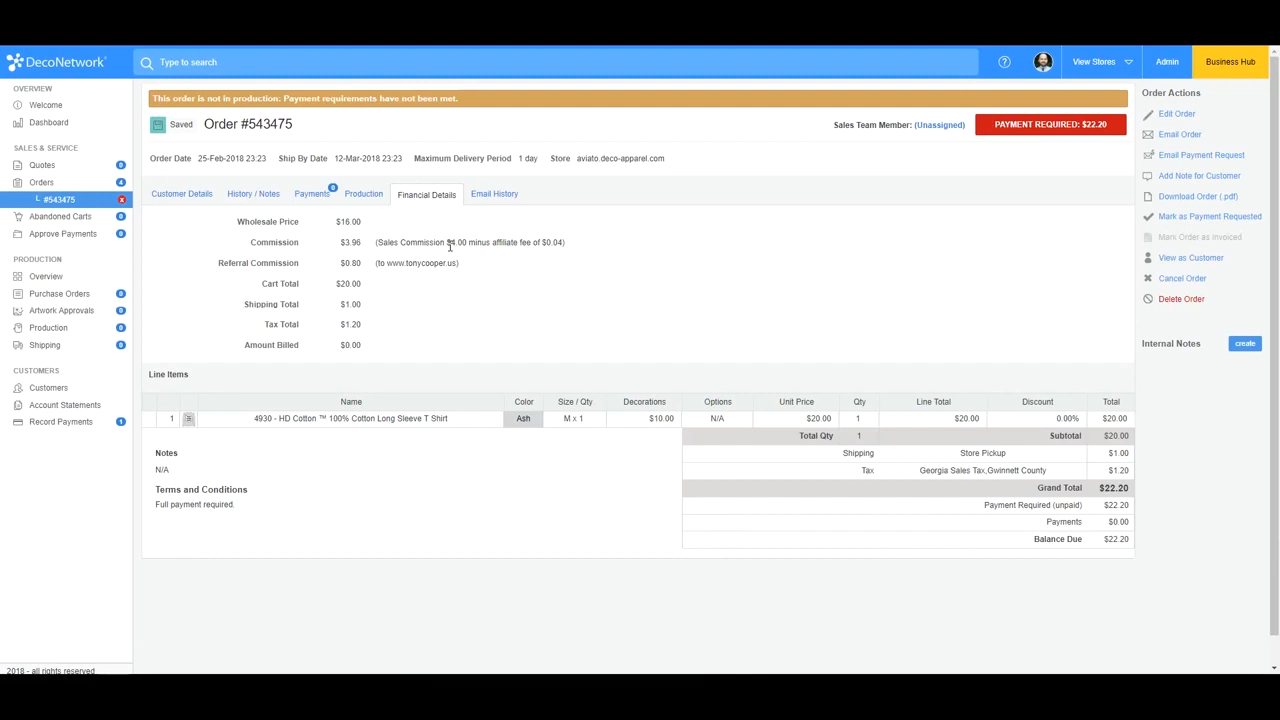 DecoNetwork
Type to search
View Stores
Admin
Business Hub
OVERVIEW
Welcome
Dashboard
SALES & SERVICE
Quotes 0
Orders 4
#543475 x
Abandoned Carts 0
Approve Payments 0
PRODUCTION
Overview
Purchase Orders 0
Artwork Approvals 0
Production 0
Shipping 0
CUSTOMERS
Customers
Account Statements
Record Payments 1
2018 - all rights reserved
This order is not in production: Payment requirements have not been met.
Saved Order #543475 Sales Team Member: (Unassigned) PAYMENT REQUIRED: $22.20
Order Date 25-Feb-2018 23:23 Ship By Date 12-Mar-2018 23:23 Maximum Delivery Period 1 day Store aviato.deco-apparel.com
Customer Details History / Notes Payments 0 Production Financial Details Email History
Wholesale Price $16.00
Commission $3.96 (Sales Commission $4.00 minus affiliate fee of $0.04)
Referral Commission $0.80 (to www.tonycooper.us)
Cart Total $20.00
Shipping Total $1.00
Tax Total $1.20
Amount Billed $0.00
Line Items
Name Color Size / Qty Decorations Options Unit Price Qty Line Total Discount Total
1 4930 - HD Cotton ™ 100% Cotton Long Sleeve T Shirt Ash M x 1 $10.00 N/A $20.00 1 $20.00 0.00% $20.00
Total Qty 1 Subtotal $20.00
Notes
N/A
Terms and Conditions
Full payment required.
Shipping Store Pickup $1.00
Tax Georgia Sales Tax,Gwinnett County $1.20
Grand Total $22.20
Payment Required (unpaid) $22.20
Payments $0.00
Balance Due $22.20
Order Actions
Edit Order
Email Order
Email Payment Request
Add Note for Customer
Download Order (.pdf)
Mark as Payment Requested
Mark Order as Invoiced
View as Customer
Cancel Order
Delete Order
Internal Notes create